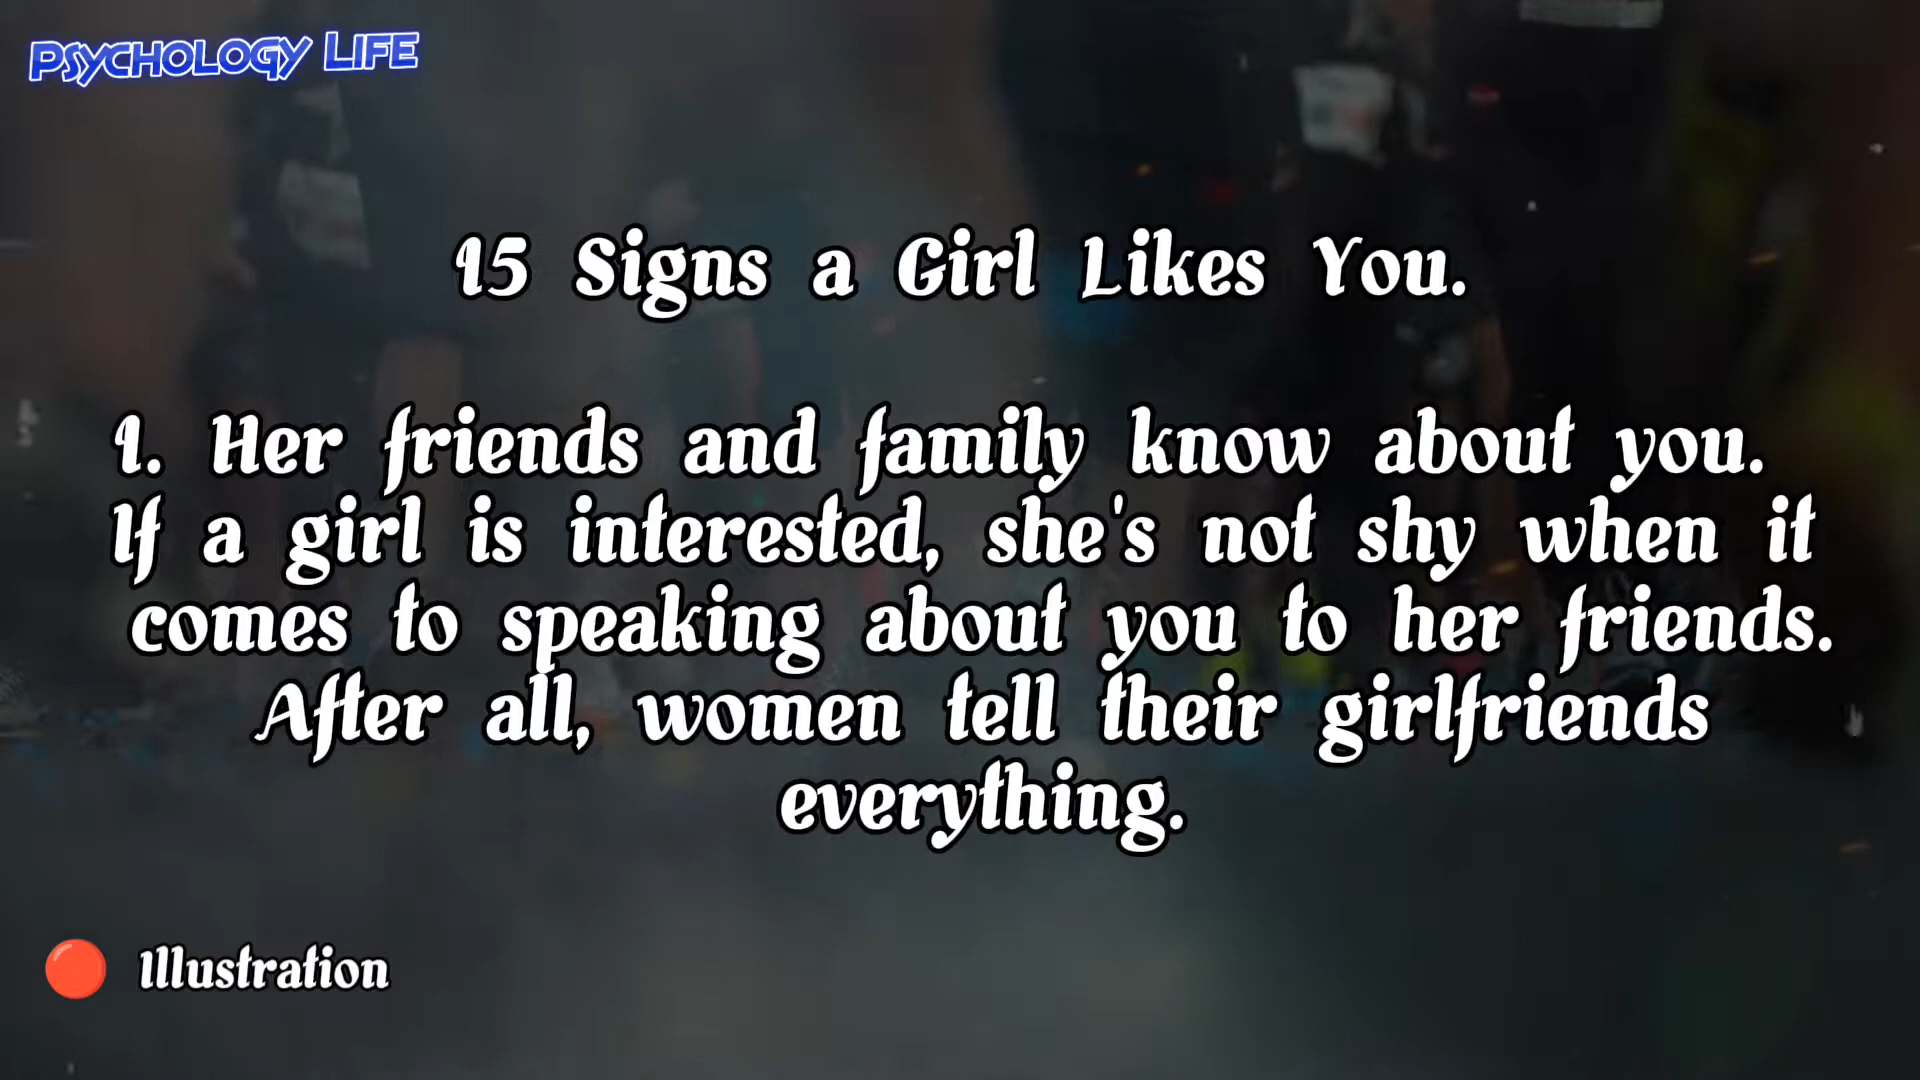 PSYCHOLOGY LIFE
15 Signs a Girl Likes You.
1. Her friends and family know about you.
If a girl is interested, she's not shy when it
comes to speaking about you to her friends.
After all, women tell their girlfriends
everything.
Illustration